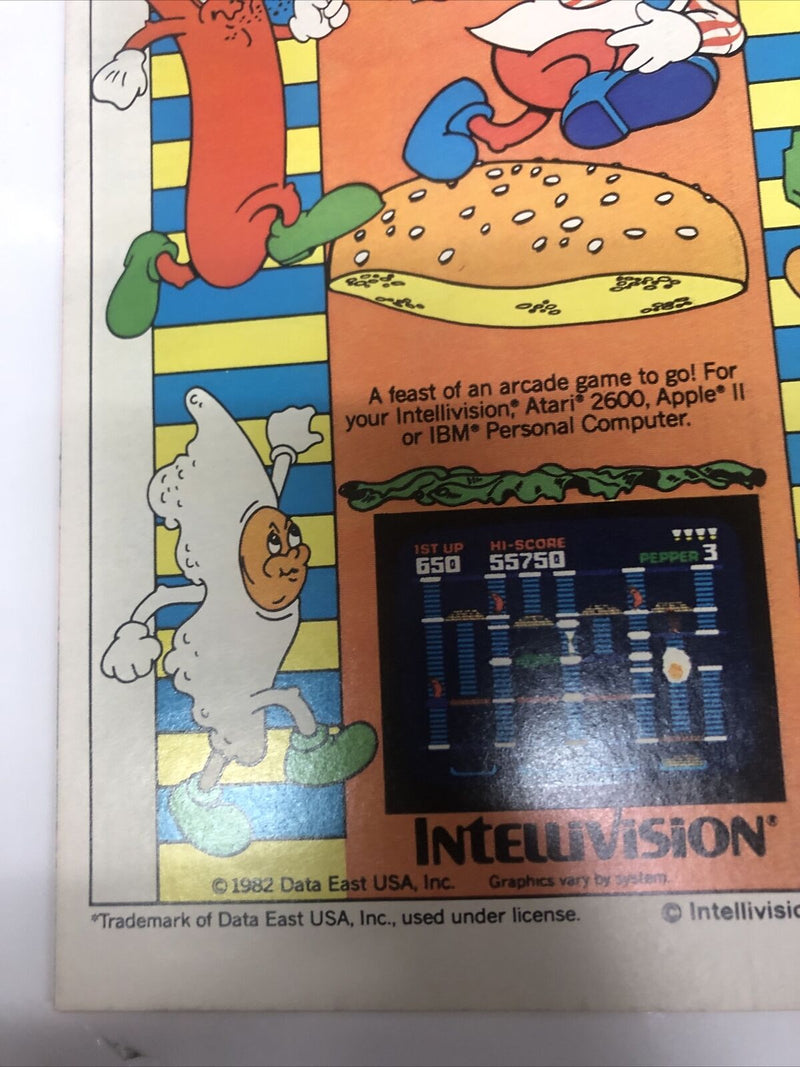 A feast of an arcade game to go! For
your Intellivision,® Atari® 2600, Apple® II
or IBM® Personal Computer.
1ST UP HI-SCORE
650 55750 PEPPER 3
INTELLIVISION®
© 1982 Data East USA, Inc. Graphics vary by system.
*Trademark of Data East USA, Inc., used under license. © Intellivisio